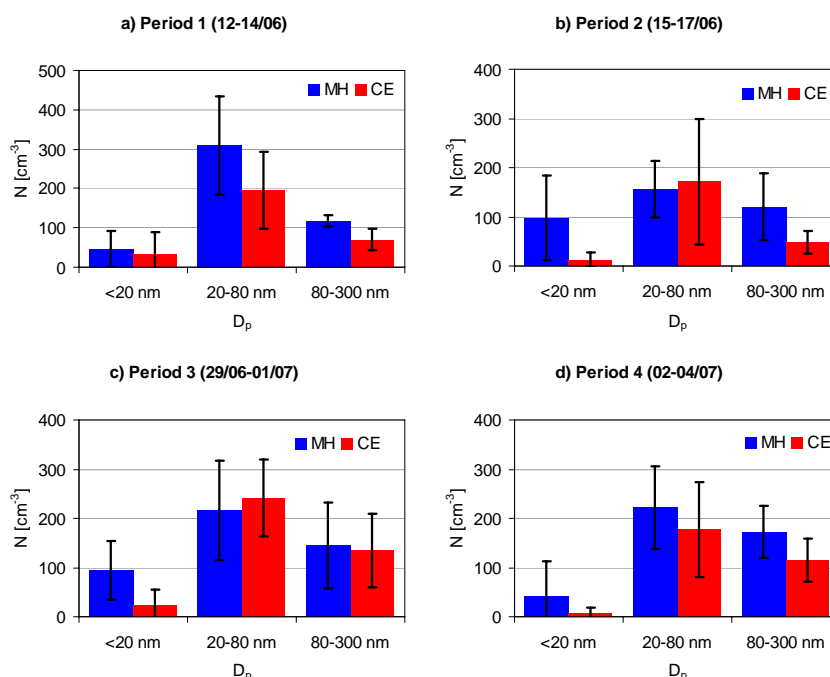 a) Period 1 (12-14/06)
500
400
300
200
100
0
N [cm⁻³]
MH CE
<20 nm 20-80 nm 80-300 nm
Dₚ
b) Period 2 (15-17/06)
400
300
200
100
0
N [cm⁻³]
MH CE
<20 nm 20-80 nm 80-300 nm
Dₚ
c) Period 3 (29/06-01/07)
400
300
200
100
0
N [cm⁻³]
MH CE
<20 nm 20-80 nm 80-300 nm
Dₚ
d) Period 4 (02-04/07)
400
300
200
100
0
N [cm⁻³]
MH CE
<20 nm 20-80 nm 80-300 nm
Dₚ